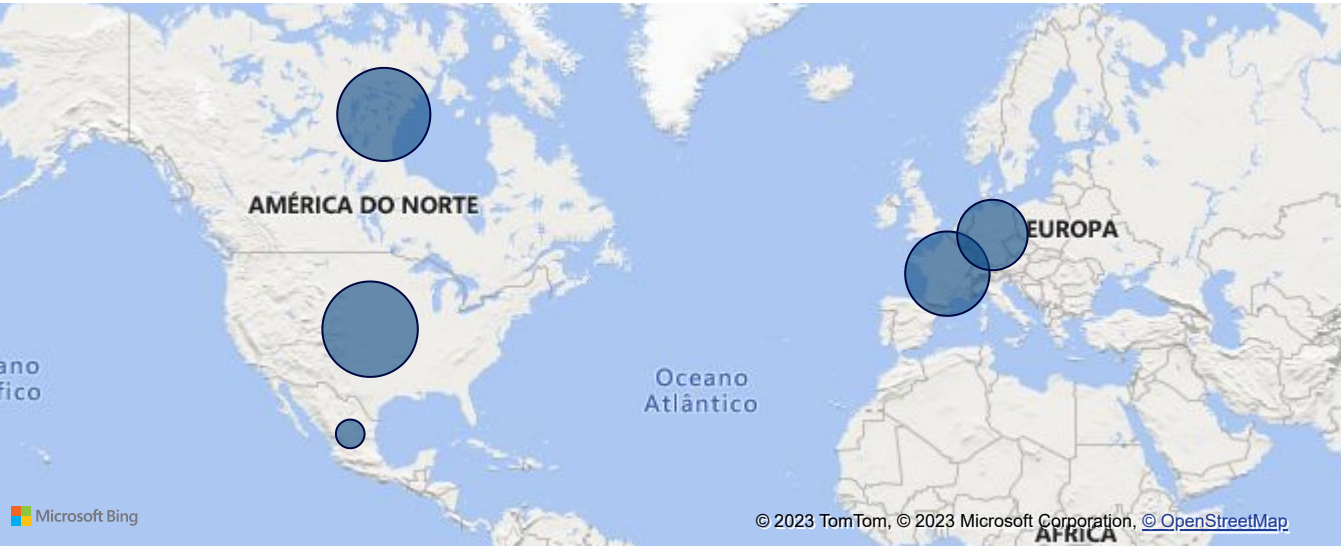 AMÉRICA DO NORTE
EUROPA
ano
fico
Oceano
Atlântico
Microsoft Bing
© 2023 TomTom, © 2023 Microsoft Corporation, © OpenStreetMap
ÁFRICA